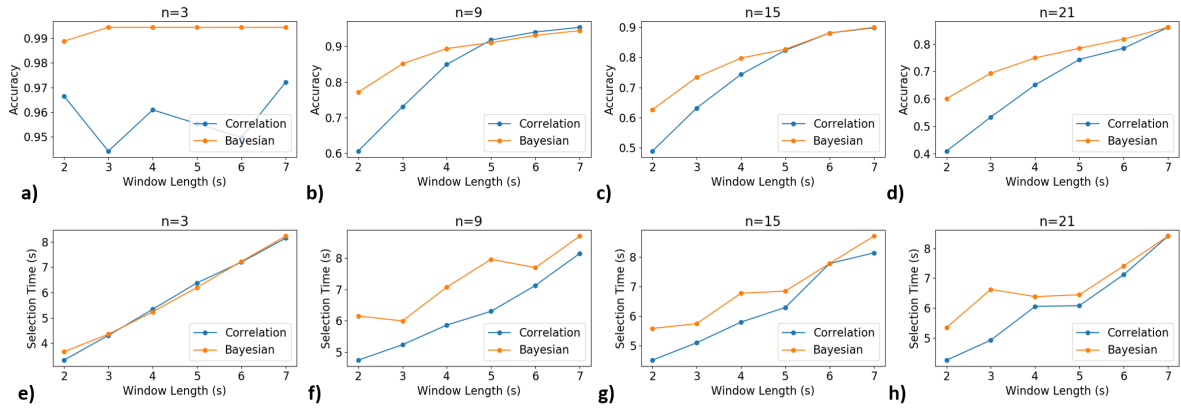 n=3
0.99
0.98
0.97
0.96
0.95
Accuracy
2 3 4 5 6 7
Window Length (s)
Correlation
Bayesian
a)
n=9
0.9
0.8
0.7
0.6
Accuracy
2 3 4 5 6 7
Window Length (s)
Correlation
Bayesian
b)
n=15
0.9
0.8
0.7
0.6
0.5
Accuracy
2 3 4 5 6 7
Window Length (s)
Correlation
Bayesian
c)
n=21
0.8
0.7
0.6
0.5
0.4
Accuracy
2 3 4 5 6 7
Window Length (s)
Correlation
Bayesian
d)
n=3
8
7
6
5
4
Selection Time (s)
2 3 4 5 6 7
Window Length (s)
Correlation
Bayesian
e)
n=9
8
7
6
5
Selection Time (s)
2 3 4 5 6 7
Window Length (s)
Correlation
Bayesian
f)
n=15
8
7
6
5
Selection Time (s)
2 3 4 5 6 7
Window Length (s)
Correlation
Bayesian
g)
n=21
8
7
6
5
Selection Time (s)
2 3 4 5 6 7
Window Length (s)
Correlation
Bayesian
h)